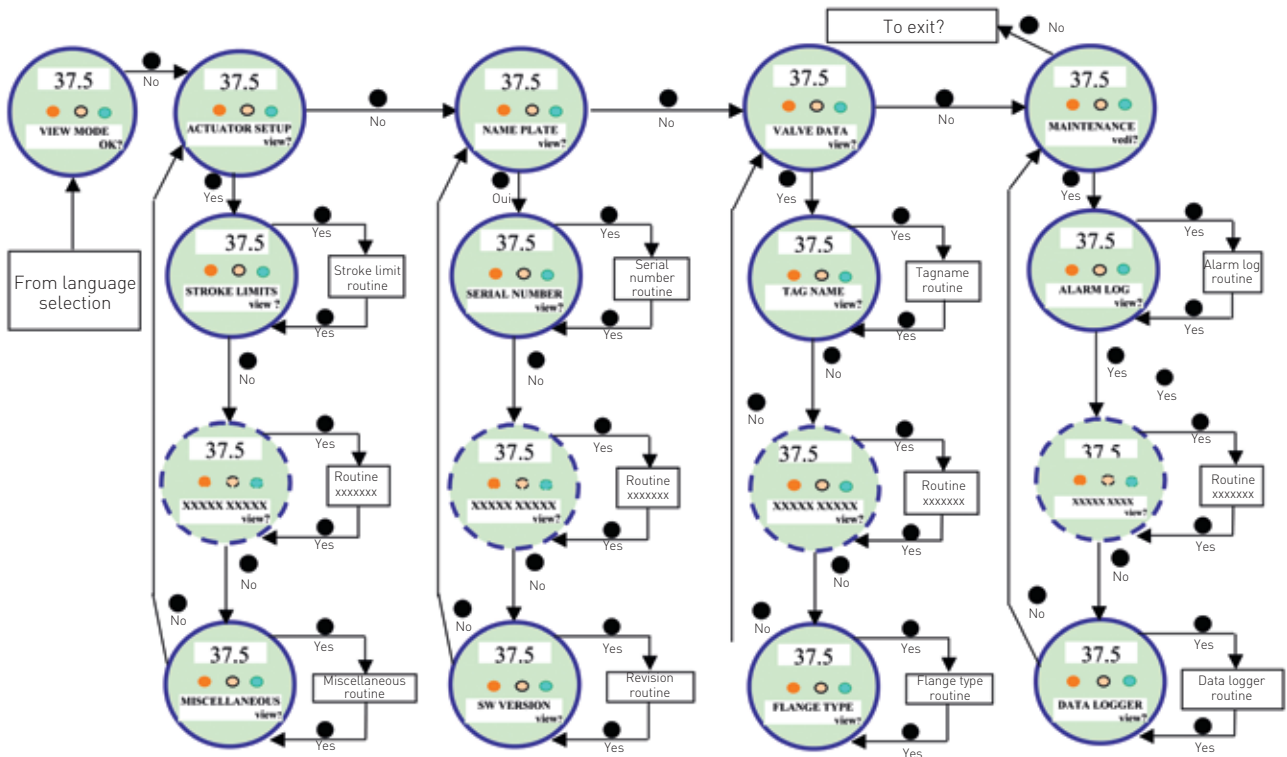 To exit?
No
37.5
VIEW MODE
OK?
No
37.5
ACTUATOR SETUP
view?
No
37.5
NAME PLATE
view?
No
37.5
VALVE DATA
view?
No
37.5
MAINTENANCE
vedi?
From language
selection
Yes
37.5
STROKE LIMITS
view ?
Yes
Stroke limit
routine
Yes
Oui
37.5
SERIAL NUMBER
view?
Yes
Serial
number
routine
Yes
Yes
37.5
TAG NAME
view?
Yes
Tagname
routine
Yes
Yes
37.5
ALARM LOG
view?
Yes
Alarm log
routine
Yes
No
No
No
Yes
Yes
37.5
XXXXX XXXXX
view?
Yes
Routine
xxxxxxx
Yes
37.5
XXXXX XXXXX
view?
Yes
Routine
xxxxxxx
Yes
No
37.5
XXXXX XXXXX
view?
Yes
Routine
xxxxxxx
Yes
37.5
XXXXX XXXX
view?
Yes
Routine
xxxxxxx
Yes
No
No
No
No
No
37.5
MISCELLANEOUS
view?
Yes
Miscellaneous
routine
Yes
No
37.5
SW VERSION
view?
Yes
Revision
routine
Yes
No
37.5
FLANGE TYPE
view?
Yes
Flange type
routine
Yes
No
37.5
DATA LOGGER
view?
Yes
Data logger
routine
Yes